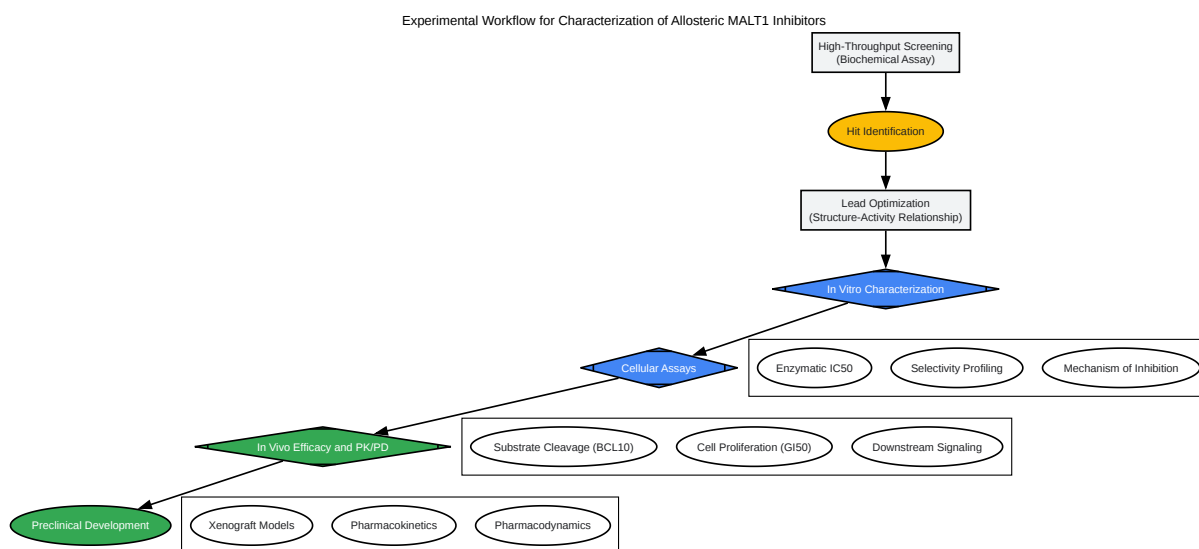 Experimental Workflow for Characterization of Allosteric MALT1 Inhibitors
High-Throughput Screening
(Biochemical Assay)
Hit Identification
Lead Optimization
(Structure-Activity Relationship)
In Vitro Characterization
Cellular Assays
Enzymatic IC50
Selectivity Profiling
Mechanism of Inhibition
In Vivo Efficacy and PK/PD
Substrate Cleavage (BCL10)
Cell Proliferation (GI50)
Downstream Signaling
Preclinical Development
Xenograft Models
Pharmacokinetics
Pharmacodynamics